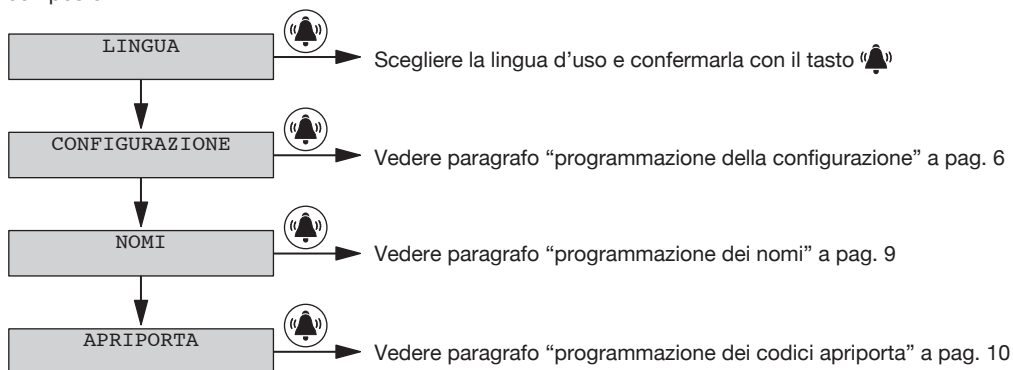 LINGUA
Scegliere la lingua d'uso e confermarla con il tasto
CONFIGURAZIONE
Vedere paragrafo “programmazione della configurazione” a pag. 6
NOMI
Vedere paragrafo “programmazione dei nomi” a pag. 9
APRIPORTA
Vedere paragrafo “programmazione dei codici apriporta” a pag. 10